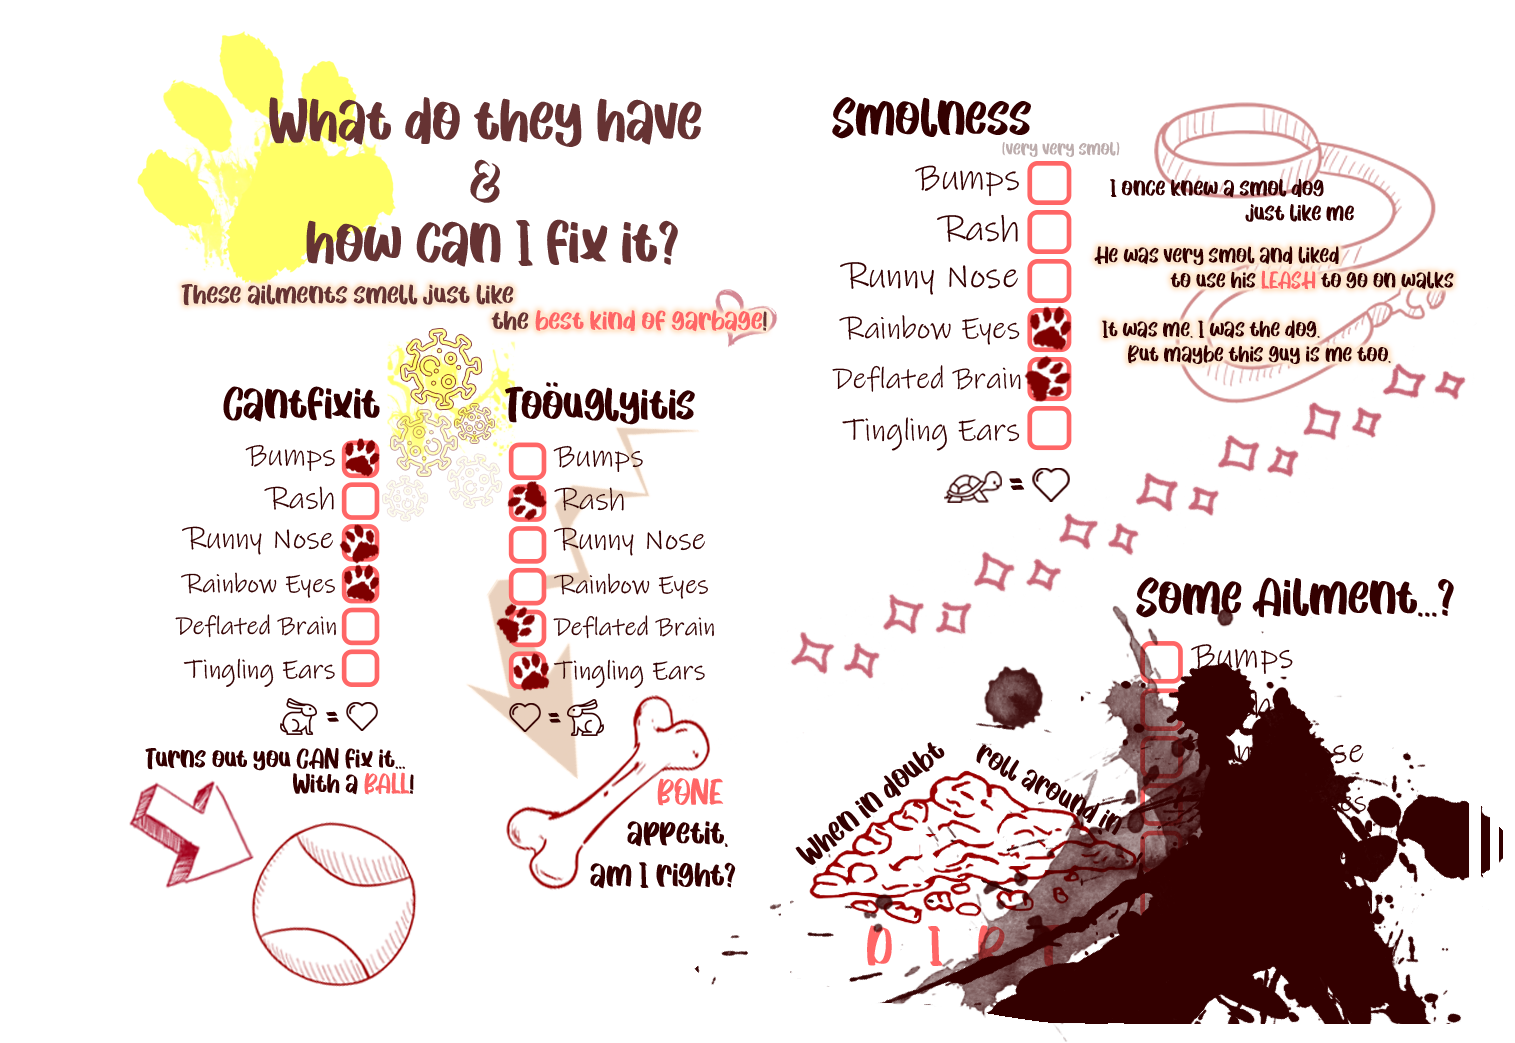 What do they have
&
how can I fix it?
These ailments smell just like
the best kind of garbage!
Cantfixit
Bumps
Rash
Runny Nose
Rainbow Eyes
Deflated Brain
Tingling Ears
=
Turns out you CAN fix it...
With a BALL!
Toöuglyitis
Bumps
Rash
Runny Nose
Rainbow Eyes
Deflated Brain
Tingling Ears
=
BONE
appetit,
am I right?
Smolness
(very very smol)
Bumps
Rash
Runny Nose
Rainbow Eyes
Deflated Brain
Tingling Ears
=
I once knew a smol dog
just like me
He was very smol and liked
to use his LEASH to go on walks
It was me. I was the dog.
But maybe this guy is me too.
Some Ailment...?
Bumps
When in doubt
roll around in
DIRT